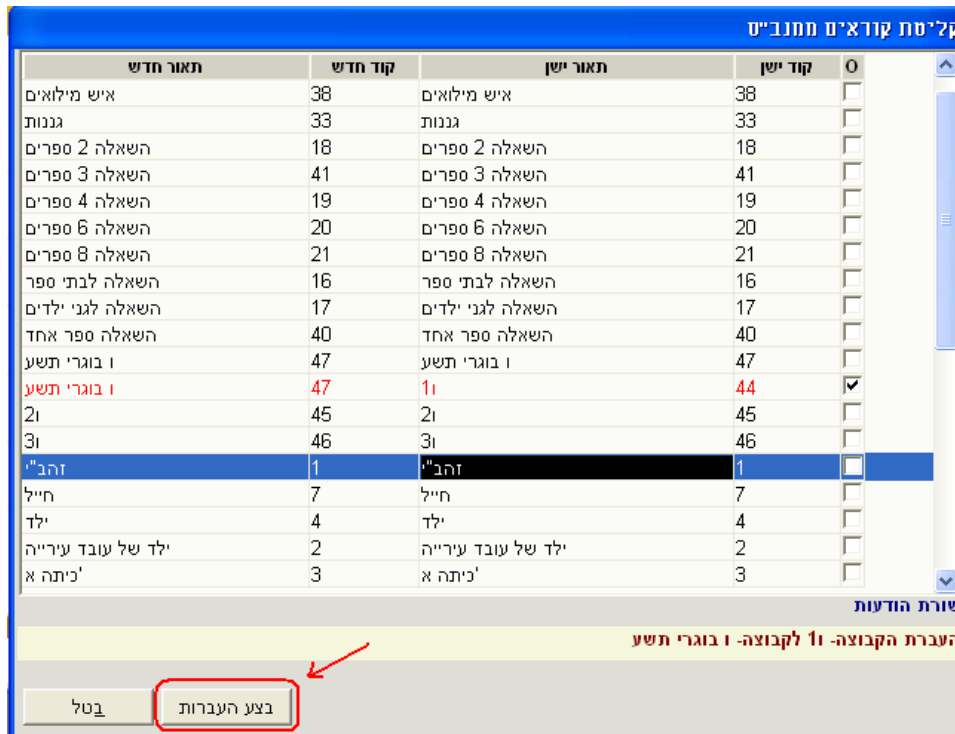 קליטת קוראים ממנב"ס
O קוד ישן תאור ישן קוד חדש תאור חדש
38 איש מילואים 38 איש מילואים
33 גננות 33 גננות
18 השאלה 2 ספרים 18 השאלה 2 ספרים
41 השאלה 3 ספרים 41 השאלה 3 ספרים
19 השאלה 4 ספרים 19 השאלה 4 ספרים
20 השאלה 6 ספרים 20 השאלה 6 ספרים
21 השאלה 8 ספרים 21 השאלה 8 ספרים
16 השאלה לבתי ספר 16 השאלה לבתי ספר
17 השאלה לגני ילדים 17 השאלה לגני ילדים
40 השאלה ספר אחד 40 השאלה ספר אחד
47 ו בוגרי תשע 47 ו בוגרי תשע
44 ו1 47 ו בוגרי תשע
45 ו2 45 ו2
46 ו3 46 ו3
1 זהב"י 1 זהב"י
7 חייל 7 חייל
4 ילד 4 ילד
2 ילד של עובד עירייה 2 ילד של עובד עירייה
3 כיתה א' 3 כיתה א'
שורת הודעות
העברת הקבוצה- ו1 לקבוצה- ו בוגרי תשע
בצע העברות בטל